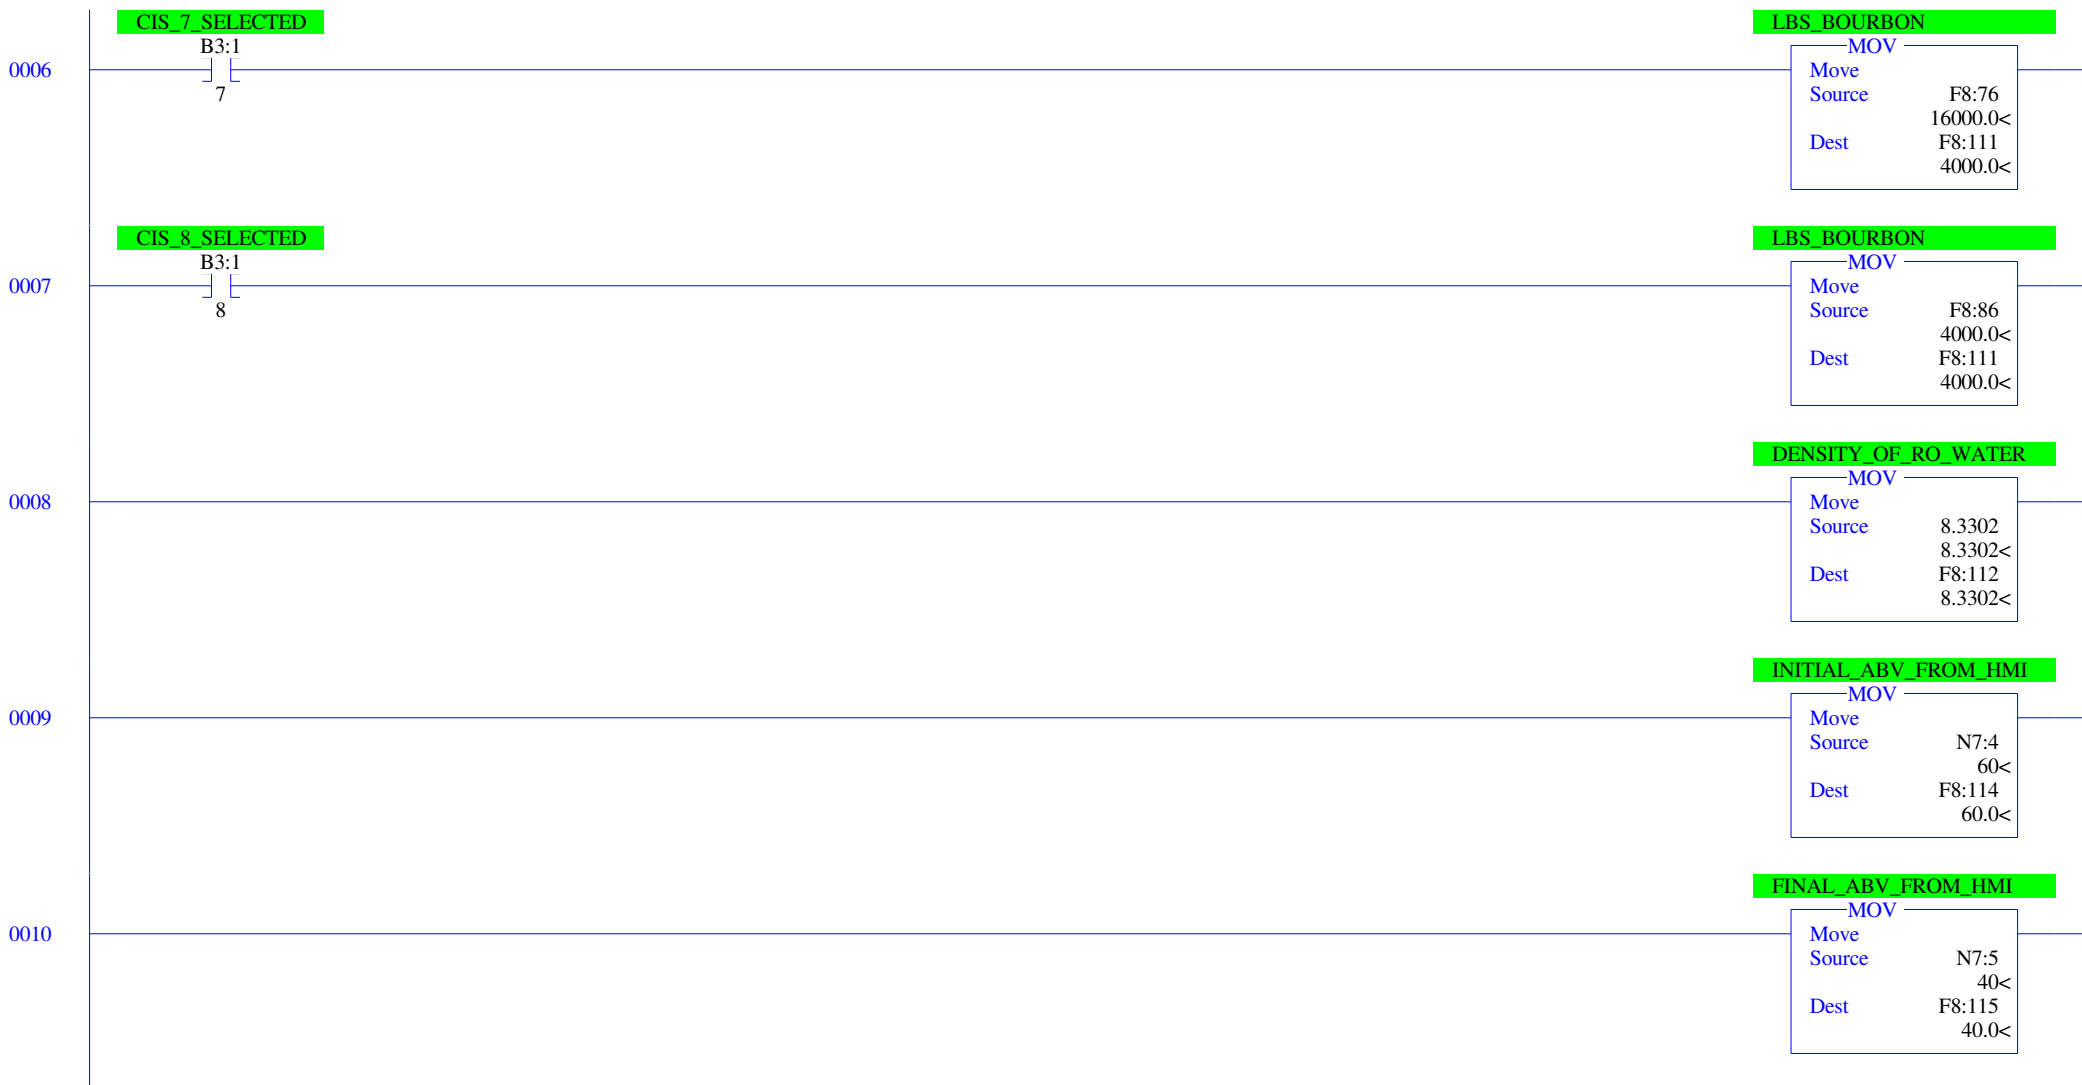 CIS_7_SELECTED LBS_BOURBON
B3:1 MOV
0006 Move
7 Source F8:76
16000.0<
Dest F8:111
4000.0<
CIS_8_SELECTED LBS_BOURBON
B3:1 MOV
0007 Move
8 Source F8:86
4000.0<
Dest F8:111
4000.0<
DENSITY_OF_RO_WATER
MOV
0008 Move
Source 8.3302
8.3302<
Dest F8:112
8.3302<
INITIAL_ABV_FROM_HMI
MOV
0009 Move
Source N7:4
60<
Dest F8:114
60.0<
FINAL_ABV_FROM_HMI
MOV
0010 Move
Source N7:5
40<
Dest F8:115
40.0<